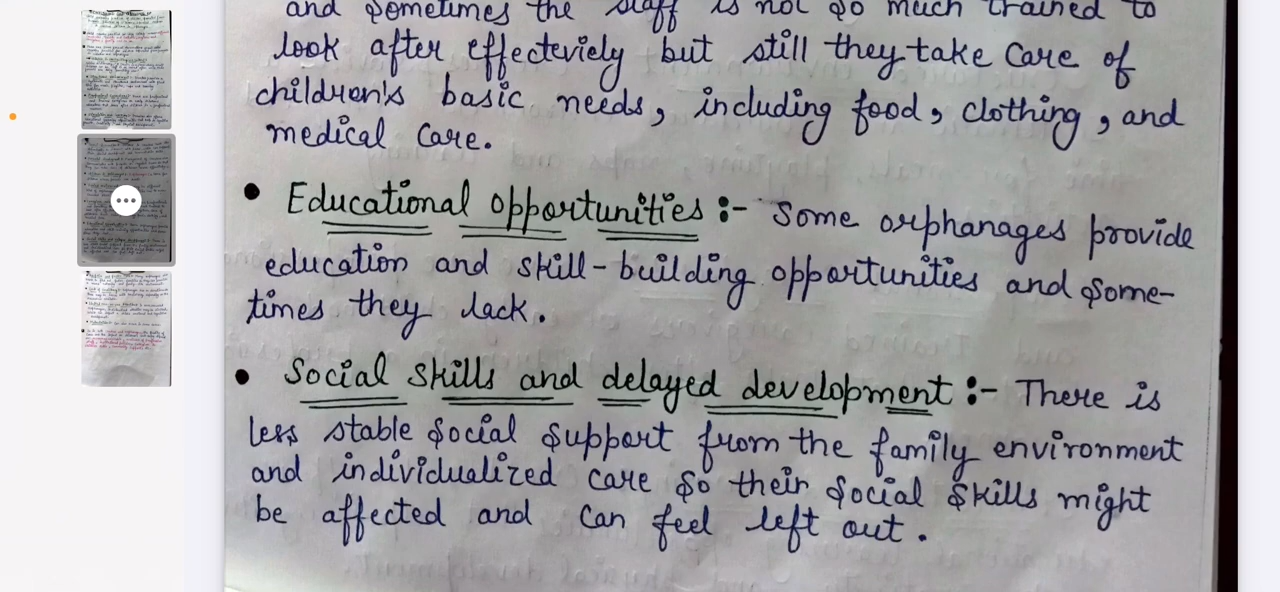 and sometimes the staff is not so much trained to
look after effecteviely but still they take care of
children's basic needs, including food, clothing, and
medical care.
• Educational opportunities :- Some orphanages provide
education and skill-building opportunities and some-
times they lack.
• Social skills and delayed development :- There is
less stable social support from the family environment
and individualized care so their social skills might
be affected and can feel left out.